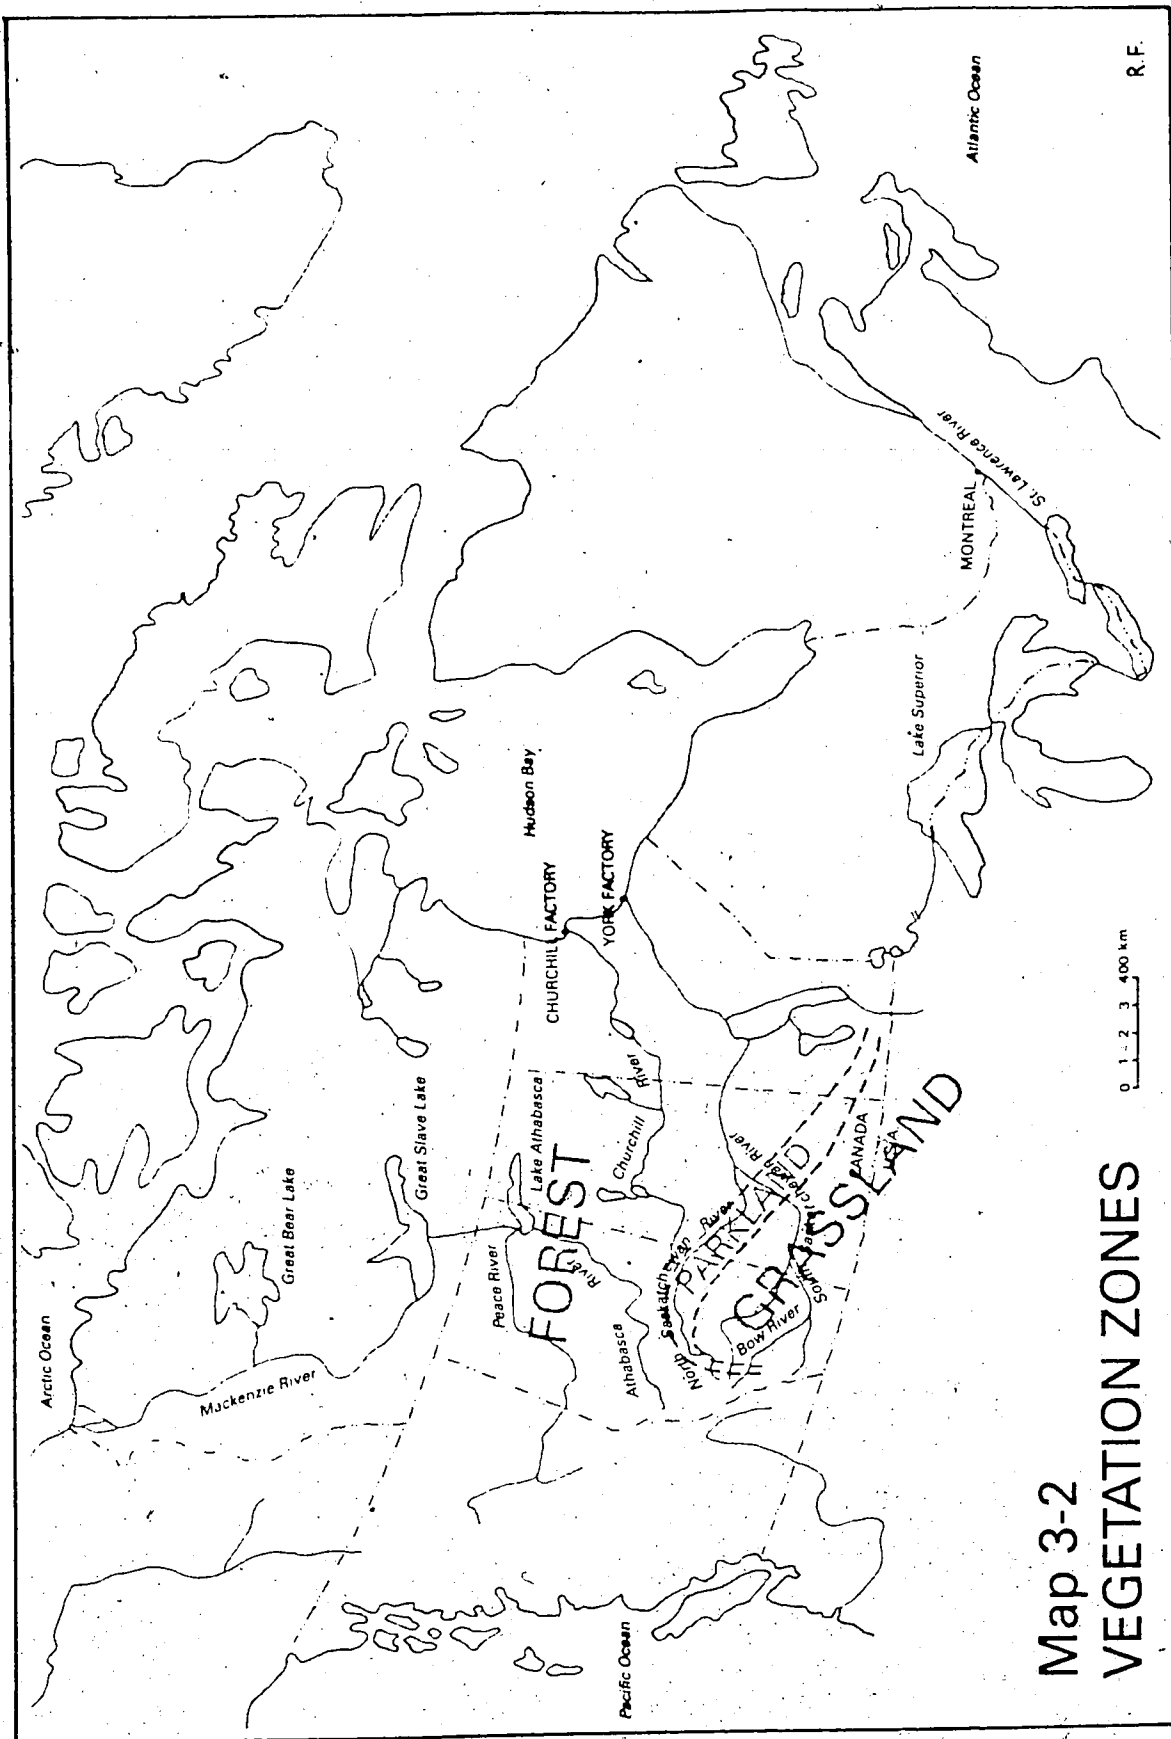 Map 3-2
VEGETATION ZONES
Arctic Ocean
Mackenzie River
Great Bear Lake
Great Slave Lake
Lake Athabasca
Peace River
FOREST
Athabasca
River
Churchill
River
North
Saskatchewan
River
PARKLAND
GRASSLAND
South Saskatchewan River
Bow River
CANADA
USA
CHURCHILL FACTORY
YORK FACTORY
Hudson Bay
Lake Superior
MONTREAL
St. Lawrence River
Atlantic Ocean
Pacific Ocean
0 1 2 3 400 km
R.F.